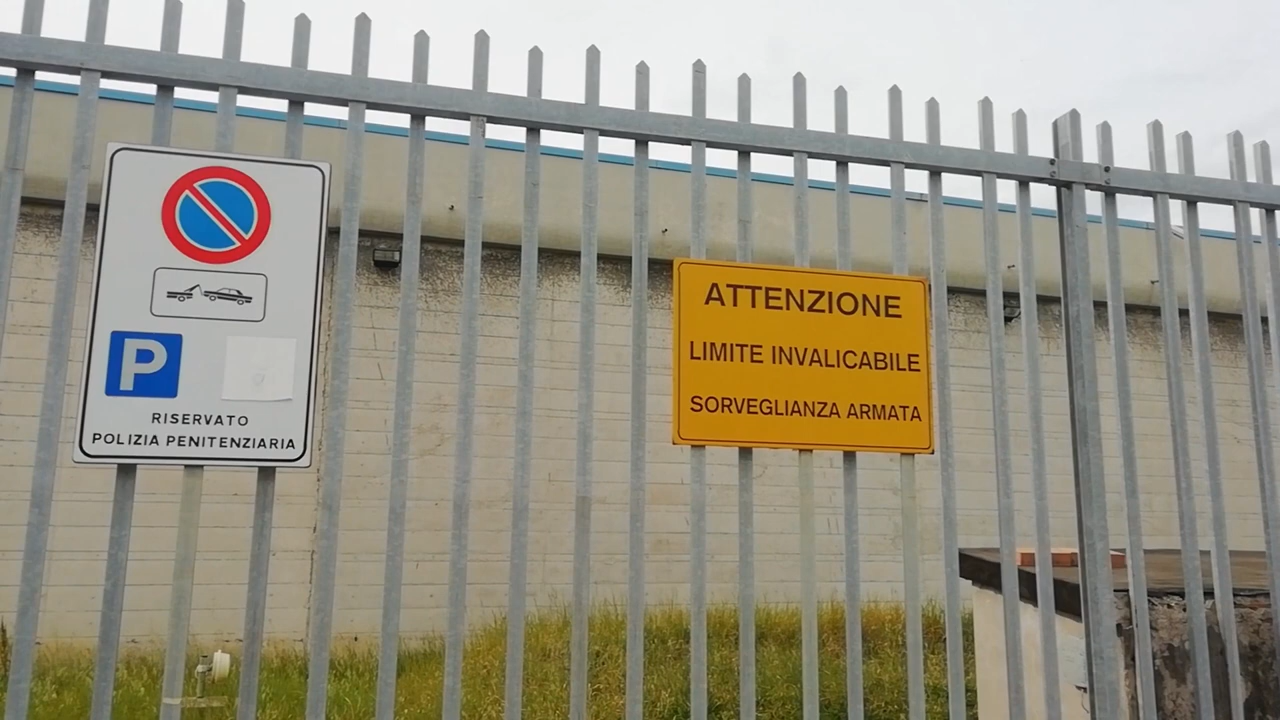 P
RISERVATO
POLIZIA PENITENZIARIA
ATTENZIONE
LIMITE INVALICABILE
SORVEGLIANZA ARMATA